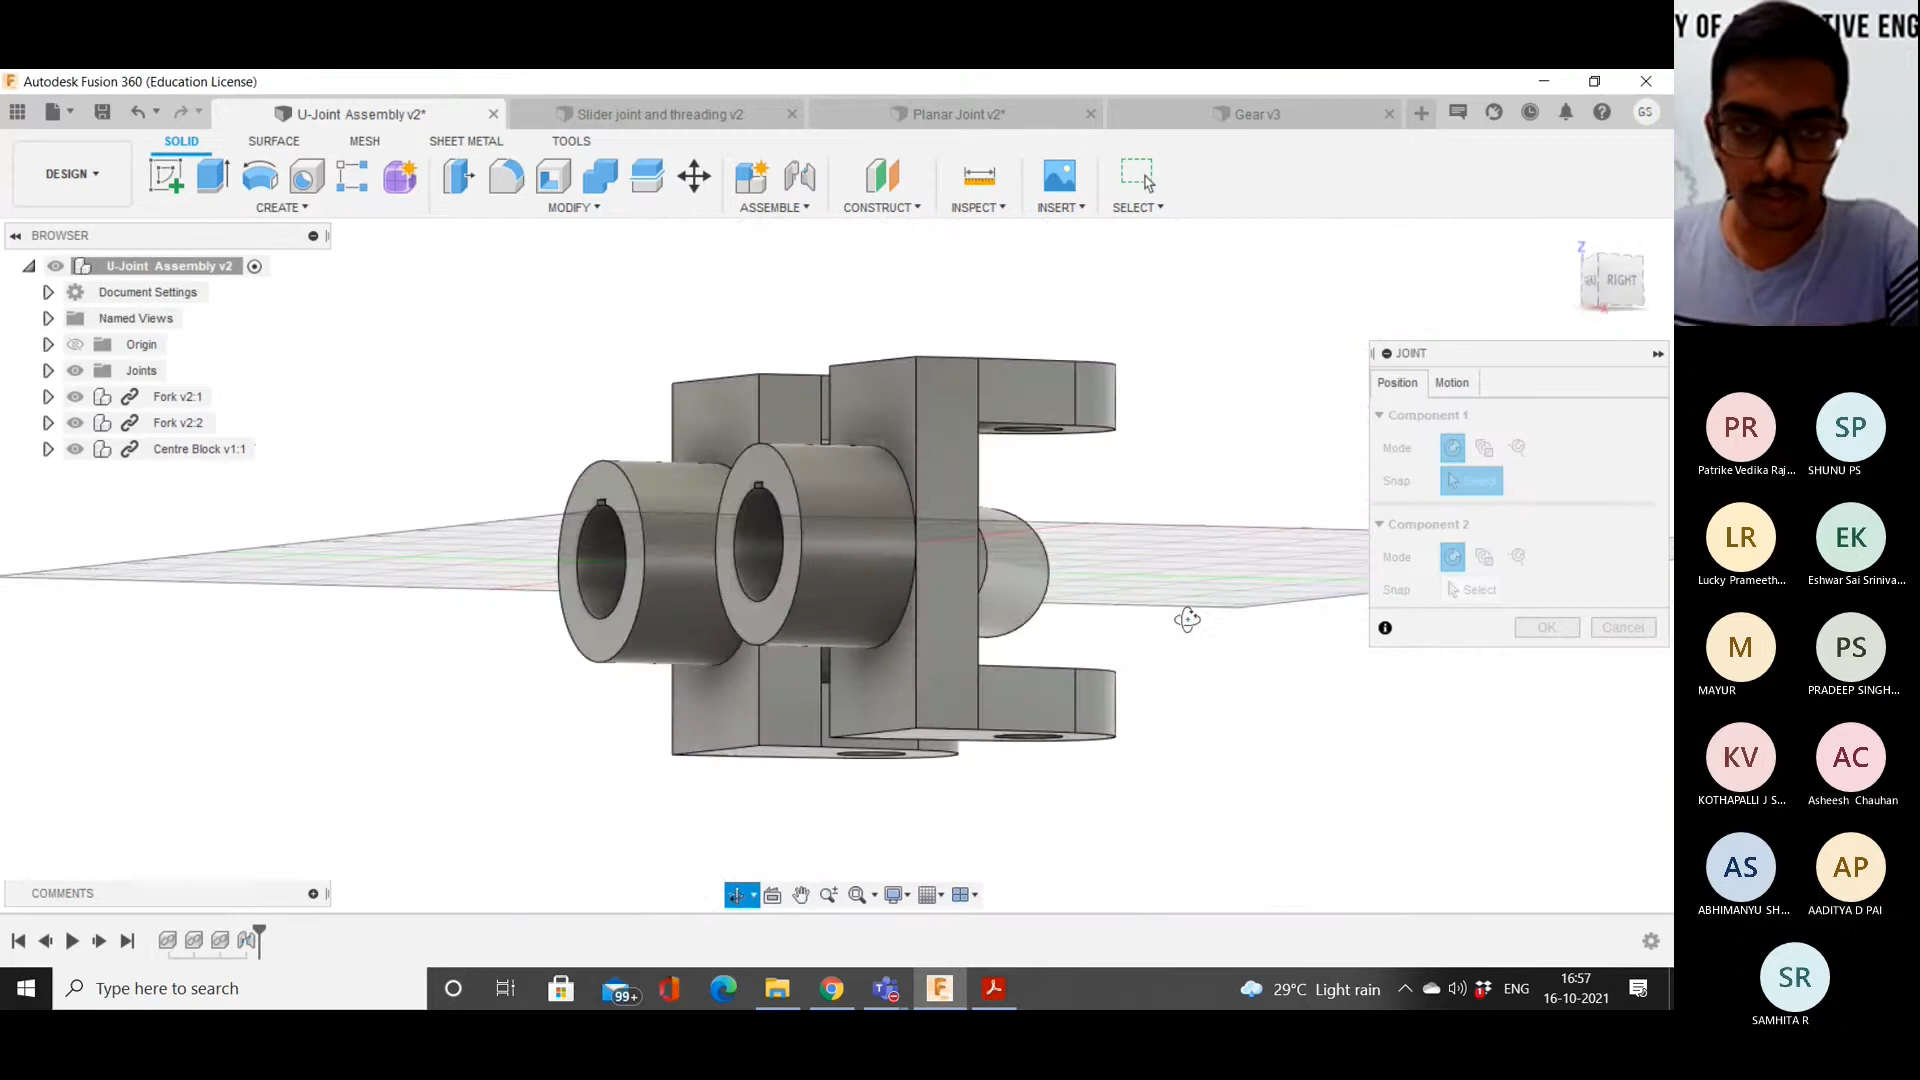 Y OF
TIVE ENG
Autodesk Fusion 360 (Education License)
U-Joint Assembly v2*
Slider joint and threading v2
Planar Joint v2*
Gear v3
GS
SOLID
SURFACE
MESH
SHEET METAL
TOOLS
DESIGN
CREATE
MODIFY
ASSEMBLE
CONSTRUCT
INSPECT
INSERT
SELECT
BROWSER
U-Joint Assembly v2
Document Settings
Named Views
Origin
Joints
Fork v2:1
Fork v2:2
Centre Block v1:1
Z
RIGHT
X
JOINT
Position
Motion
Component 1
Mode
Snap
Select
Component 2
Mode
Snap
Select
OK
Cancel
COMMENTS
Type here to search
99+
29°C Light rain
ENG
16:57
16-10-2021
PR
Patrike Vedika Raj...
SP
SHUNU PS
LR
Lucky Prameeth...
EK
Eshwar Sai Sriniva...
M
MAYUR
PS
PRADEEP SINGH...
KV
KOTHAPALLI J S...
AC
Asheesh Chauhan
AS
ABHIMANYU SH...
AP
AADITYA D PAI
SR
SAMHITA R